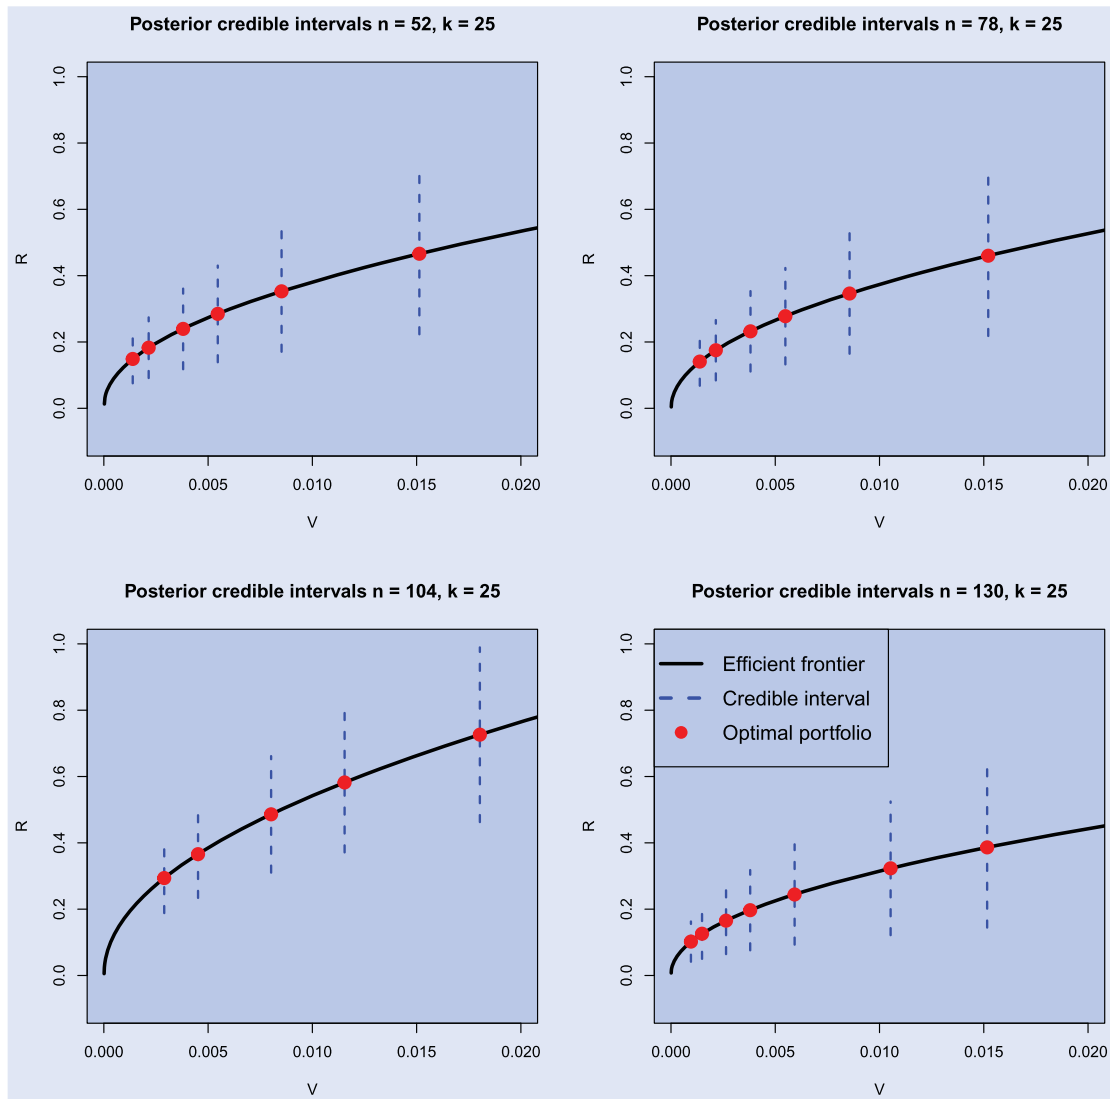 Posterior credible intervals n = 52, k = 25
R
1.0
0.8
0.6
0.4
0.2
0.0
0.000 0.005 0.010 0.015 0.020
V
Posterior credible intervals n = 78, k = 25
R
1.0
0.8
0.6
0.4
0.2
0.0
0.000 0.005 0.010 0.015 0.020
V
Posterior credible intervals n = 104, k = 25
R
1.0
0.8
0.6
0.4
0.2
0.0
0.000 0.005 0.010 0.015 0.020
V
Posterior credible intervals n = 130, k = 25
R
1.0
0.8
0.6
0.4
0.2
0.0
Efficient frontier
Credible interval
Optimal portfolio
0.000 0.005 0.010 0.015 0.020
V